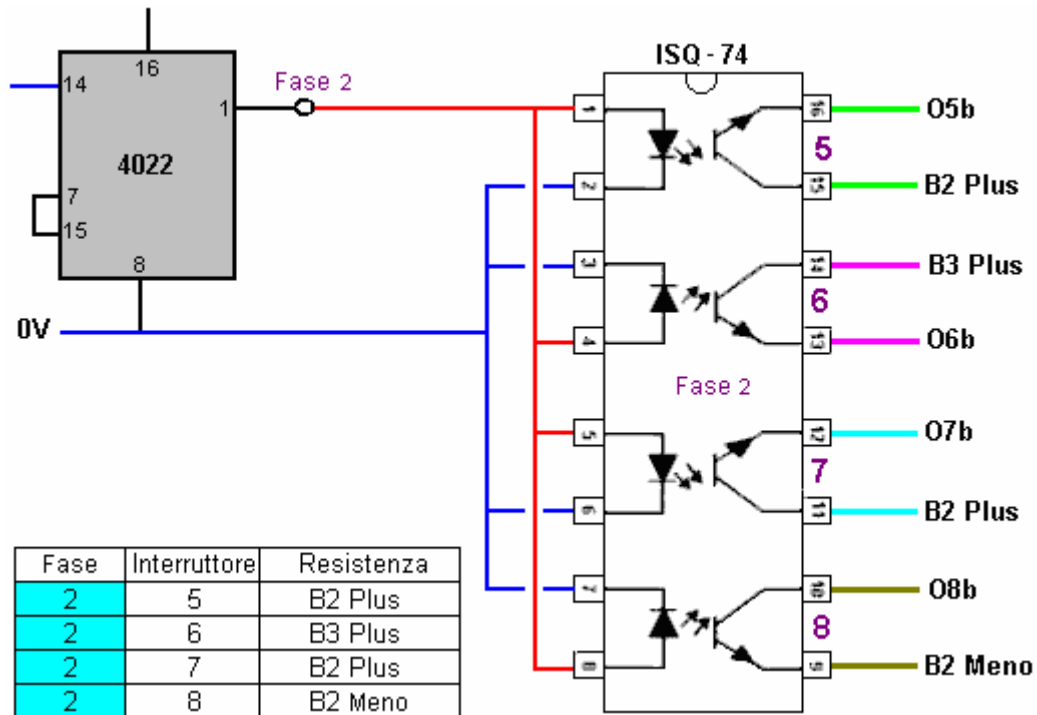 ISQ - 74
16
14
1
Fase 2
4022
7
15
8
0V
1
2
3
4
5
6
7
8
16
15
14
13
12
11
10
9
5
6
7
8
Fase 2
O5b
B2 Plus
B3 Plus
O6b
O7b
B2 Plus
O8b
B2 Meno
Fase Interruttore Resistenza
2 5 B2 Plus
2 6 B3 Plus
2 7 B2 Plus
2 8 B2 Meno